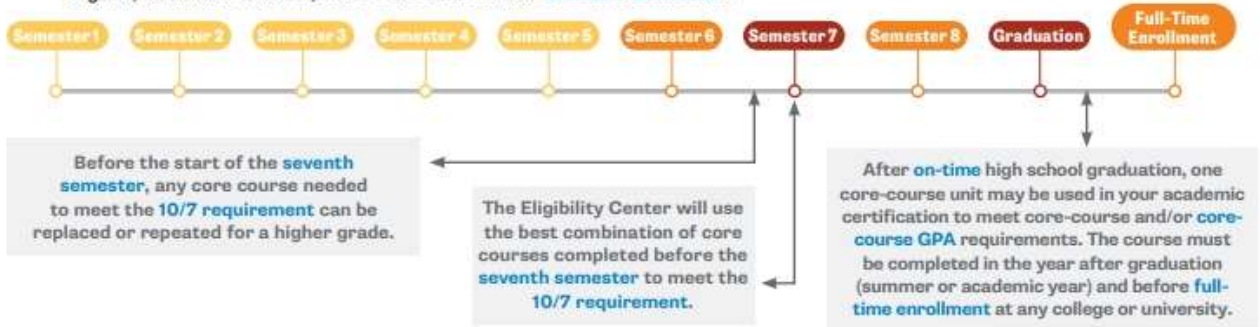 Semester 1
Semester 2
Semester 3
Semester 4
Semester 5
Semester 6
Semester 7
Semester 8
Graduation
Full-Time
Enrollment
Before the start of the seventh
semester, any core course needed
to meet the 10/7 requirement can be
replaced or repeated for a higher grade.
The Eligibility Center will use
the best combination of core
courses completed before the
seventh semester to meet the
10/7 requirement.
After on-time high school graduation, one
core-course unit may be used in your academic
certification to meet core-course and/or core-
course GPA requirements. The course must
be completed in the year after graduation
(summer or academic year) and before full-
time enrollment at any college or university.